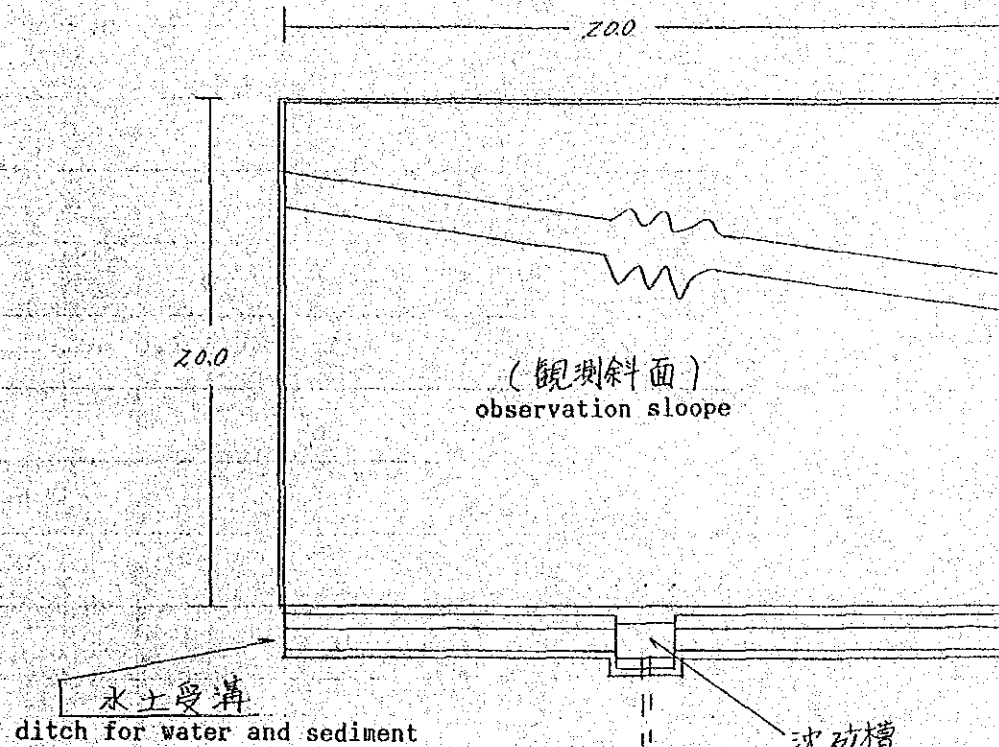 20.0
20.0
(観測斜面)
observation sloope
水土受溝
ditch for water and sediment
沈砂槽